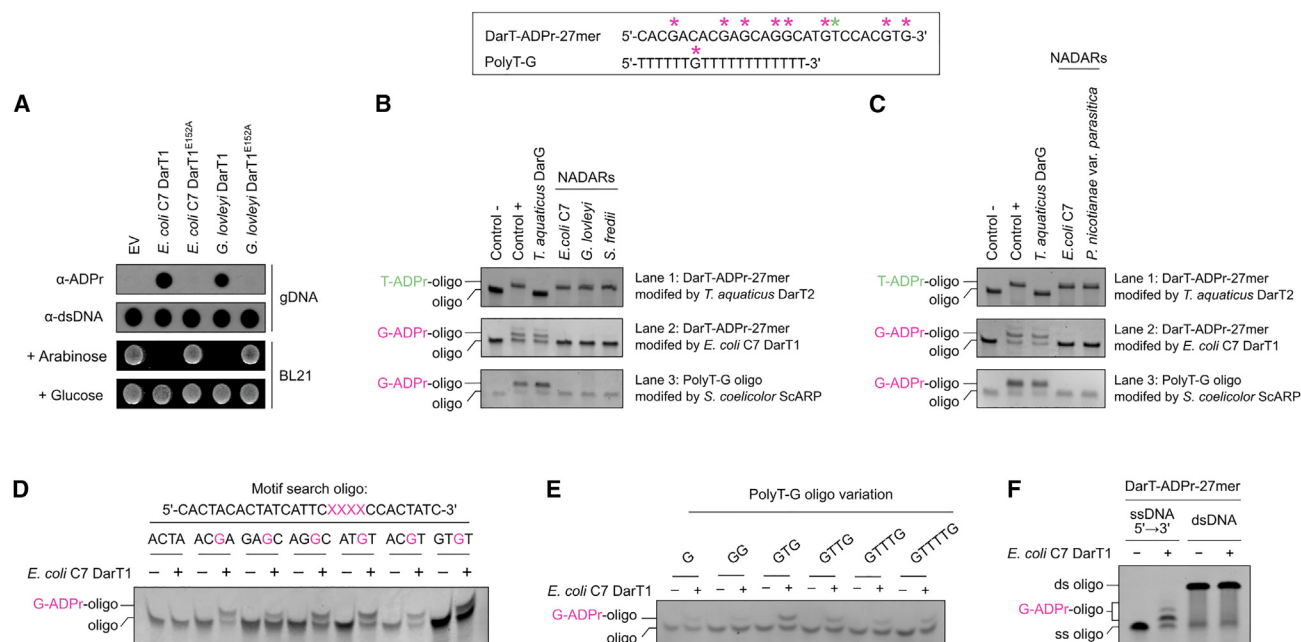 * * * * * * * * *
DarT-ADPr-27mer 5'-CACGACACGAGCAGGCATGTCCACGTG-3'
*
PolyT-G 5'-TTTTTTGTTTTTTTTTTTT-3'
A
EV
E. coli C7 DarT1
E. coli C7 DarT1E152A
G. lovleyi DarT1
G. lovleyi DarT1E152A
α-ADPr
α-dsDNA
gDNA
+ Arabinose
+ Glucose
BL21
B
NADARs
Control -
Control +
T. aquaticus DarG
E.coli C7
G. lovleyi
S. fredii
T-ADPr-oligo
oligo
Lane 1: DarT-ADPr-27mer
modifed by T. aquaticus DarT2
G-ADPr-oligo
oligo
Lane 2: DarT-ADPr-27mer
modifed by E. coli C7 DarT1
G-ADPr-oligo
oligo
Lane 3: PolyT-G oligo
modifed by S. coelicolor ScARP
C
NADARs
Control -
Control +
T. aquaticus DarG
E.coli C7
P. nicotianae var. parasitica
T-ADPr-oligo
oligo
Lane 1: DarT-ADPr-27mer
modifed by T. aquaticus DarT2
G-ADPr-oligo
oligo
Lane 2: DarT-ADPr-27mer
modifed by E. coli C7 DarT1
G-ADPr-oligo
oligo
Lane 3: PolyT-G oligo
modifed by S. coelicolor ScARP
D
Motif search oligo:
5'-CACTACACTATCATTCXXXXCCACTATC-3'
ACTA ACGA GAGC AGGC ATGT ACGT GTGT
E. coli C7 DarT1 – + – + – + – + – + – + – +
G-ADPr-oligo
oligo
E
PolyT-G oligo variation
G GG GTG GTTG GTTTG GTTTTG
E. coli C7 DarT1 – + – + – + – + – + – +
G-ADPr-oligo
oligo
F
DarT-ADPr-27mer
ssDNA
5'→3'
dsDNA
E. coli C7 DarT1 – + – +
ds oligo
G-ADPr-oligo
ss oligo